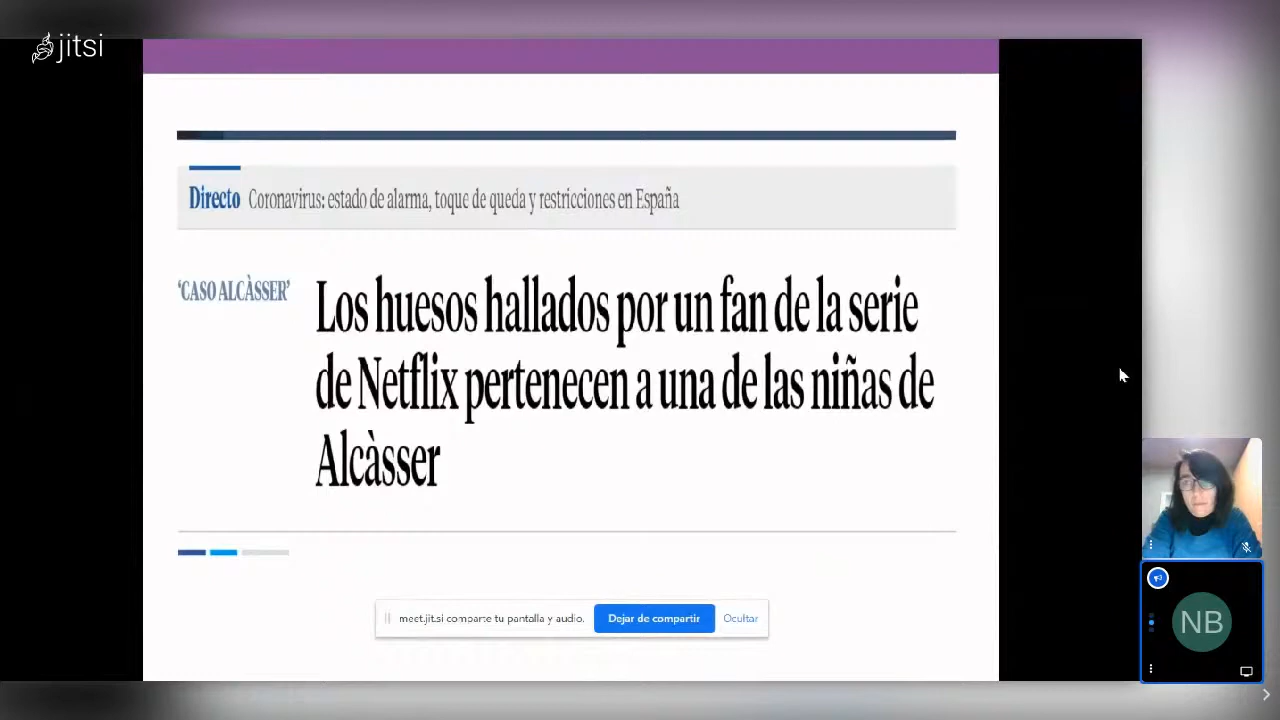 jitsi
Directo Coronavirus: estado de alarma, toque de queda y restricciones en España
‘CASO ALCÀSSER’
Los huesos hallados por un fan de la serie
de Netflix pertenecen a una de las niñas de
Alcàsser
meet.jit.si comparte tu pantalla y audio.
Dejar de compartir
Ocultar
NB